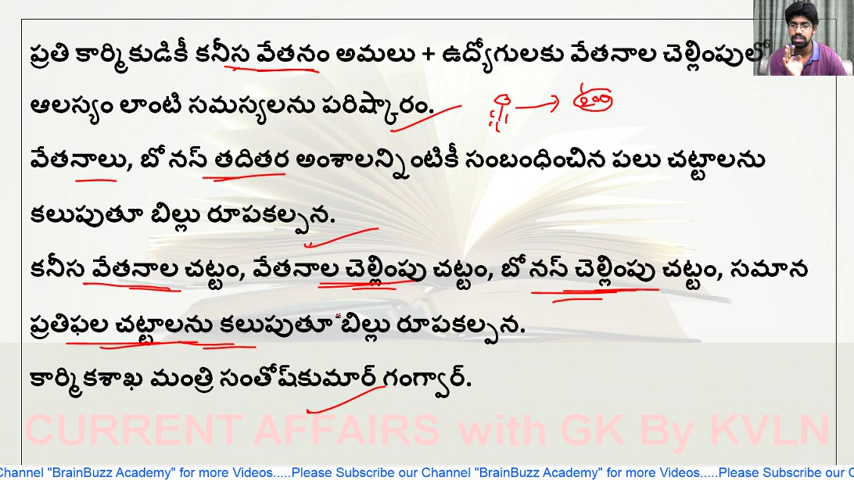 ప్రతి కార్మికుడికీ కనీస వేతనం అమలు + ఉద్యోగులకు వేతనాల చెల్లింపులో
ఆలస్యం లాంటి సమస్యలను పరిష్కారం.
వేతనాలు, బోనస్ తదితర అంశాలన్నింటికీ సంబంధించిన పలు చట్టాలను
కలుపుతూ బిల్లు రూపకల్పన.
కనీస వేతనాల చట్టం, వేతనాల చెల్లింపు చట్టం, బోనస్ చెల్లింపు చట్టం, సమాన
ప్రతిఫల చట్టాలను కలుపుతూ బిల్లు రూపకల్పన.
కార్మికశాఖ మంత్రి సంతోష్‌కుమార్ గంగ్వార్.
CURRENT AFFAIRS with GK By KVLN
Channel "BrainBuzz Academy" for more Videos.....Please Subscribe our Channel "BrainBuzz Academy" for more Videos.....Please Subscribe our